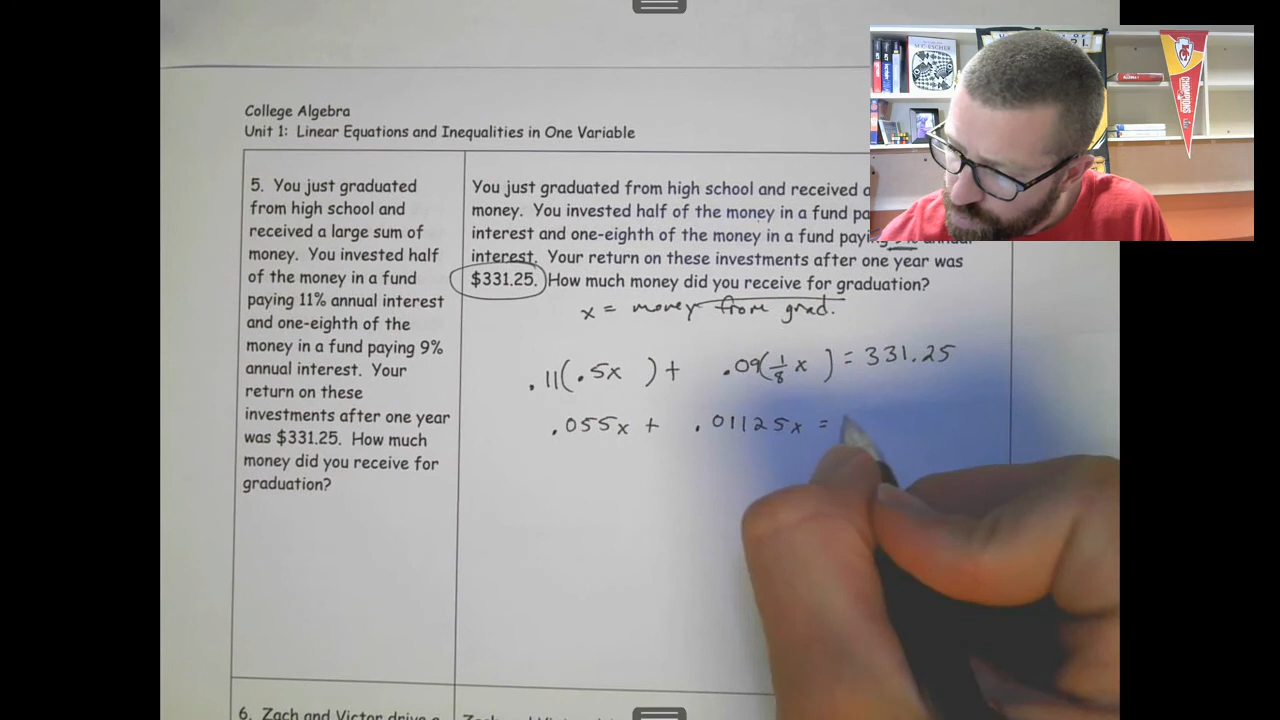 College Algebra
Unit 1: Linear Equations and Inequalities in One Variable
5. You just graduated
from high school and
received a large sum of
money. You invested half
of the money in a fund
paying 11% annual interest
and one-eighth of the
money in a fund paying 9%
annual interest. Your
return on these
investments after one year
was $331.25. How much
money did you receive for
graduation?
You just graduated from high school and received
money. You invested half of the money in a fund
interest and one-eighth of the money in a fund
interest. Your return on these investments after one year was
$331.25. How much money did you receive for graduation?
x = money from grad.
.11(.5x ) + .09(1/8 x ) = 331.25
.055x + .01125x =
6. Zach and Victor drive a
M.C. ESCHER
KC
CHAMPIONS